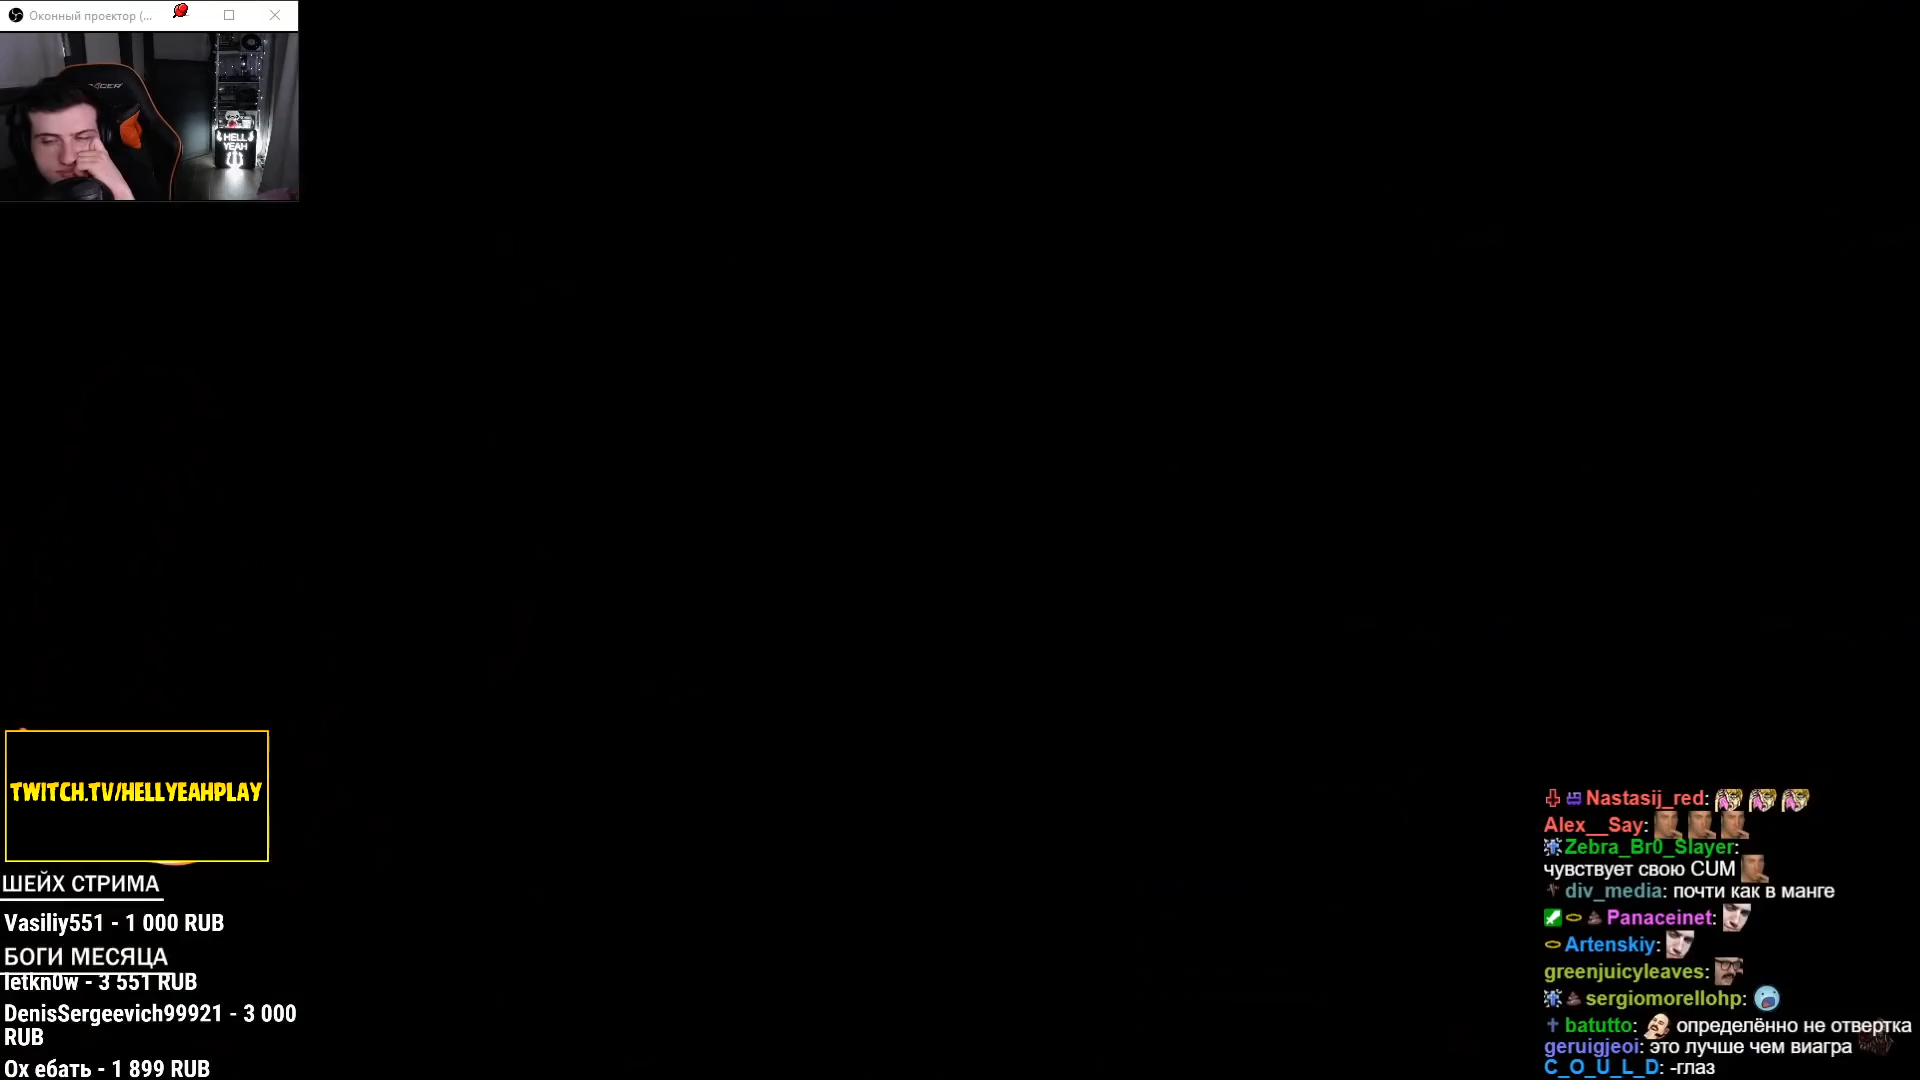 Оконный проектор (...
HELL
YEAH
TWITCH.TV/HELLYEAHPLAY
ШЕЙХ СТРИМА
Vasiliy551 - 1 000 RUB
БОГИ МЕСЯЦА
letkn0w - 3 551 RUB
DenisSergeevich99921 - 3 000
RUB
Ох ебать - 1 899 RUB
Nastasij_red:
Alex__Say:
Zebra_Br0_Slayer:
чувствует свою CUM
div_media: почти как в манге
Panaceinet:
Artenskiy:
greenjuicyleaves:
sergiomorellohp:
batutto: определённо не отвертка
geruigjeoi: это лучше чем виагра
C_O_U_L_D: -глаз